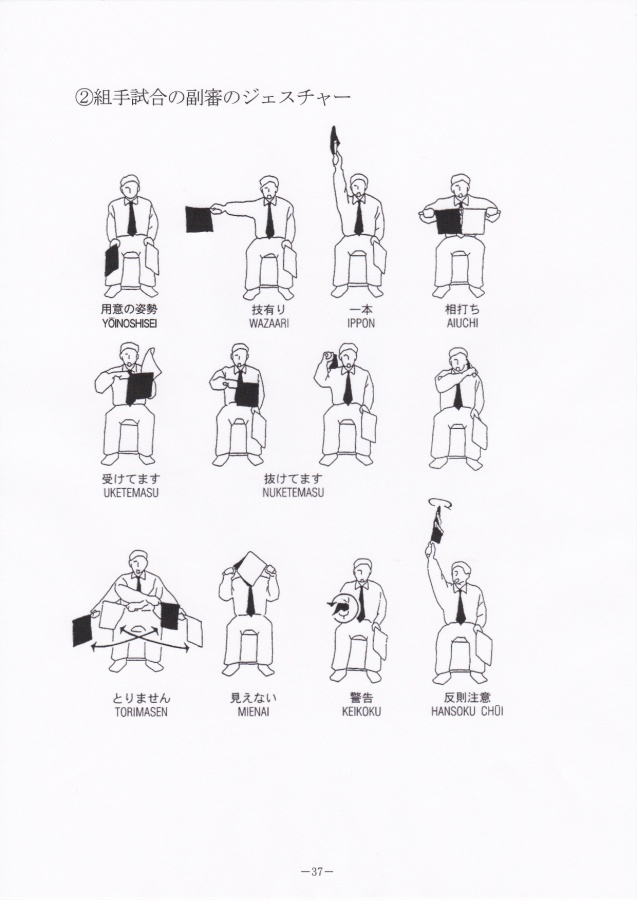 ②組手試合の副審のジェスチャー
用意の姿勢
YŌINOSHISEI
技有り
WAZAARI
一本
IPPON
相打ち
AIUCHI
受けてます
UKETEMASU
抜けてます
NUKETEMASU
とりません
TORIMASEN
見えない
MIENAI
警告
KEIKOKU
反則注意
HANSOKU CHŪI
－37－